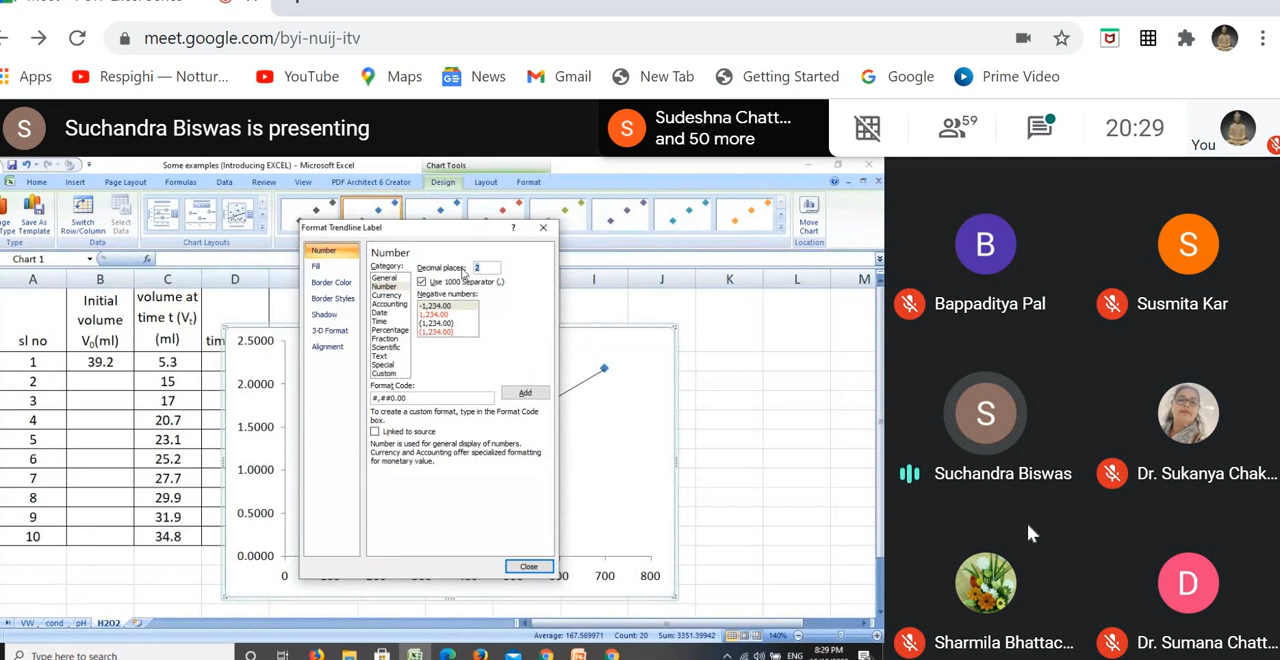 meet.google.com/byi-nuij-itv
Apps
Respighi — Nottur...
YouTube
Maps
News
Gmail
New Tab
Getting Started
Google
Prime Video
S
Suchandra Biswas is presenting
S
Sudeshna Chatt...
and 50 more
59
20:29
You
Some examples (Introducing EXCEL) - Microsoft Excel
Chart Tools
Home
Insert
Page Layout
Formulas
Data
Review
View
PDF Architect 6 Creator
Design
Layout
Format
Save As
Template
Switch
Row/Column
Select
Data
Move
Chart
Type
Data
Chart Layouts
Location
Chart 1
fx
A B C D I J K L M
sl no
Initial
volume
V₀(ml)
volume at
time t (Vt)
(ml)
tim
1 39.2 5.3
2 15
3 17
4 20.7
5 23.1
6 25.2
7 27.7
8 29.9
9 31.9
10 34.8
2.5000
2.0000
1.5000
1.0000
0.5000
0.0000
0
700
800
Format Trendline Label
?
Number
Fill
Border Color
Border Styles
Shadow
3-D Format
Alignment
Number
Category:
General
Number
Currency
Accounting
Date
Time
Percentage
Fraction
Scientific
Text
Special
Custom
Decimal places:
2
Use 1000 Separator (,)
Negative numbers:
-1,234.00
1,234.00
(1,234.00)
(1,234.00)
Format Code:
#,##0.00
Add
To create a custom format, type in the Format Code
box.
Linked to source
Number is used for general display of numbers.
Currency and Accounting offer specialized formatting
for monetary value.
Close
VW
cond
pH
H2O2
Average: 167.569971
Count: 20
Sum: 3351.39942
140%
Type here to search
ENG
8:29 PM
B
Bappaditya Pal
S
Susmita Kar
S
Suchandra Biswas
Dr. Sukanya Chak...
Sharmila Bhattac...
D
Dr. Sumana Chatt...